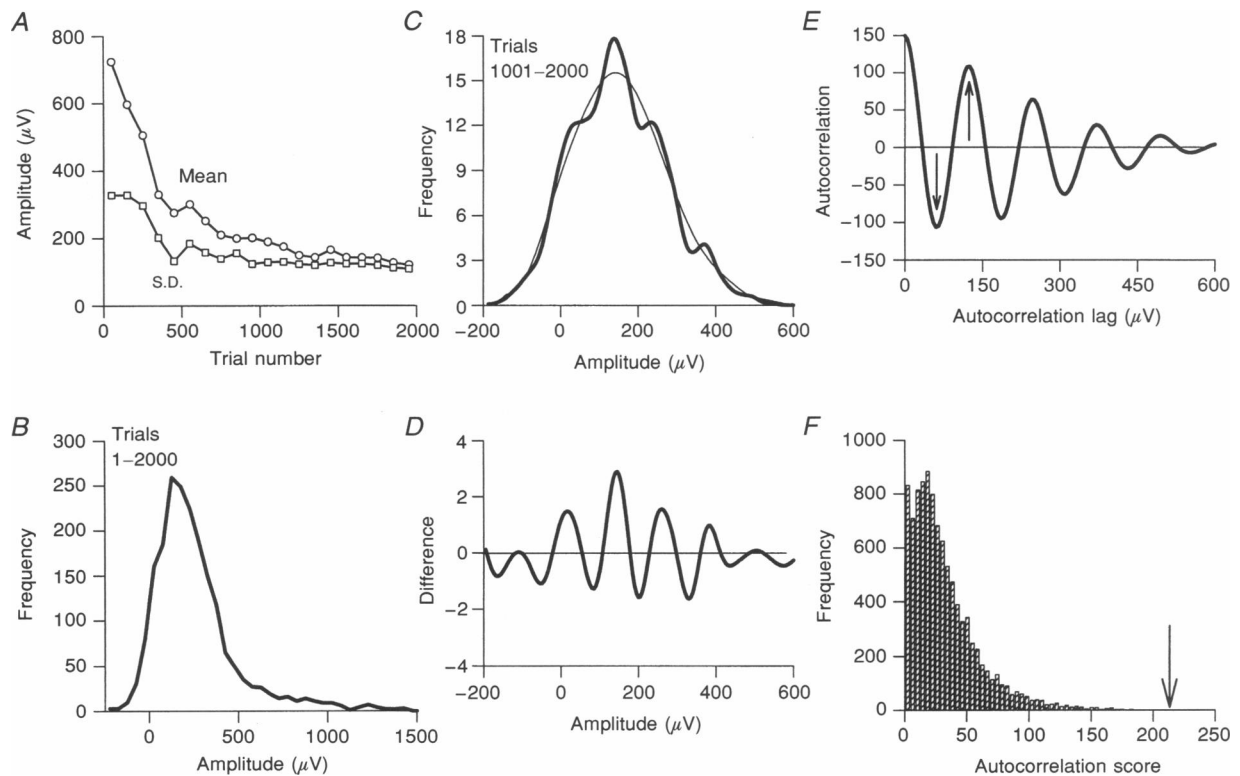 A
800
600
400
200
0
Amplitude (µV)
Mean
S.D.
0 500 1000 1500 2000
Trial number
B
Trials
1–2000
300
250
200
150
100
50
0
Frequency
0 500 1000 1500
Amplitude (µV)
C
Trials
1001–2000
18
15
12
9
6
3
0
Frequency
−200 0 200 400 600
Amplitude (µV)
D
4
2
0
−2
−4
Difference
−200 0 200 400 600
Amplitude (µV)
E
150
100
50
0
−50
−100
−150
Autocorrelation
0 150 300 450 600
Autocorrelation lag (µV)
F
1000
800
600
400
200
0
Frequency
0 50 100 150 200 250
Autocorrelation score